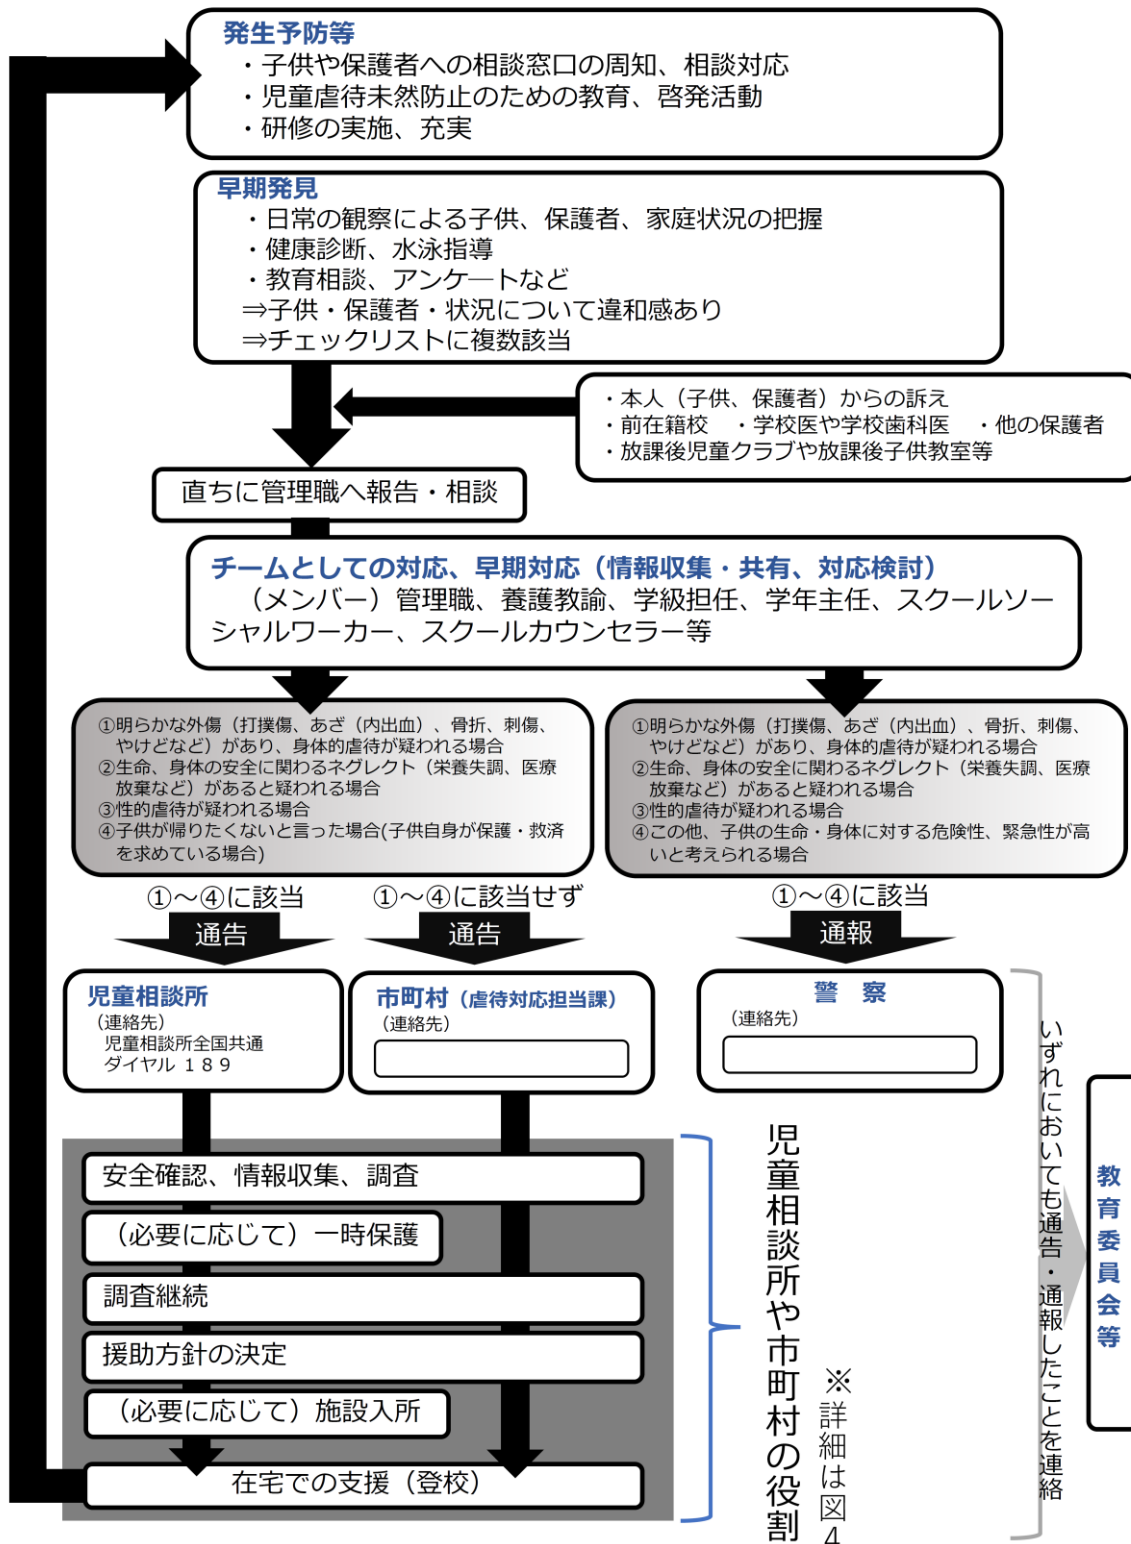 発生予防等
・子供や保護者への相談窓口の周知、相談対応
・児童虐待未然防止のための教育、啓発活動
・研修の実施、充実
早期発見
・日常の観察による子供、保護者、家庭状況の把握
・健康診断、水泳指導
・教育相談、アンケートなど
⇒子供・保護者・状況について違和感あり
⇒チェックリストに複数該当
・本人（子供、保護者）からの訴え
・前在籍校　・学校医や学校歯科医　・他の保護者
・放課後児童クラブや放課後子供教室等
直ちに管理職へ報告・相談
チームとしての対応、早期対応（情報収集・共有、対応検討）
（メンバー）管理職、養護教諭、学級担任、学年主任、スクールソー
シャルワーカー、スクールカウンセラー等
①明らかな外傷（打撲傷、あざ（内出血）、骨折、刺傷、
やけどなど）があり、身体的虐待が疑われる場合
②生命、身体の安全に関わるネグレクト（栄養失調、医療
放棄など）があると疑われる場合
③性的虐待が疑われる場合
④子供が帰りたくないと言った場合(子供自身が保護・救済
を求めている場合)
①明らかな外傷（打撲傷、あざ（内出血）、骨折、刺傷、
やけどなど）があり、身体的虐待が疑われる場合
②生命、身体の安全に関わるネグレクト（栄養失調、医療
放棄など）があると疑われる場合
③性的虐待が疑われる場合
④この他、子供の生命・身体に対する危険性、緊急性が高
いと考えられる場合
①～④に該当
①～④に該当せず
①～④に該当
通告
通告
通報
児童相談所
（連絡先）
児童相談所全国共通
ダイヤル １８９
市町村（虐待対応担当課）
（連絡先）
警　察
（連絡先）
いずれにおいても通告・通報したことを連絡
教育委員会等
安全確認、情報収集、調査
（必要に応じて）一時保護
調査継続
援助方針の決定
（必要に応じて）施設入所
在宅での支援（登校）
児童相談所や市町村の役割
※詳細は図４